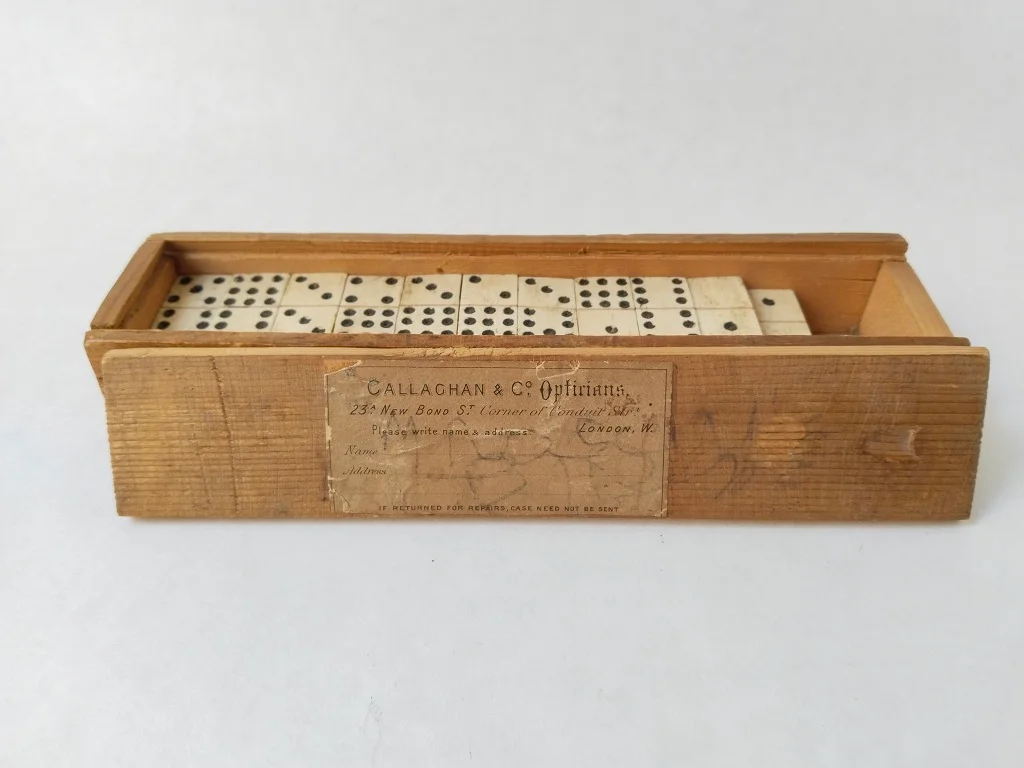 CALLAGHAN & Cº Opticians,
23A NEW BOND ST Corner of Conduit Str
Please write name & address
LONDON, W.
Name
Address
IF RETURNED FOR REPAIRS, CASE NEED NOT BE SENT